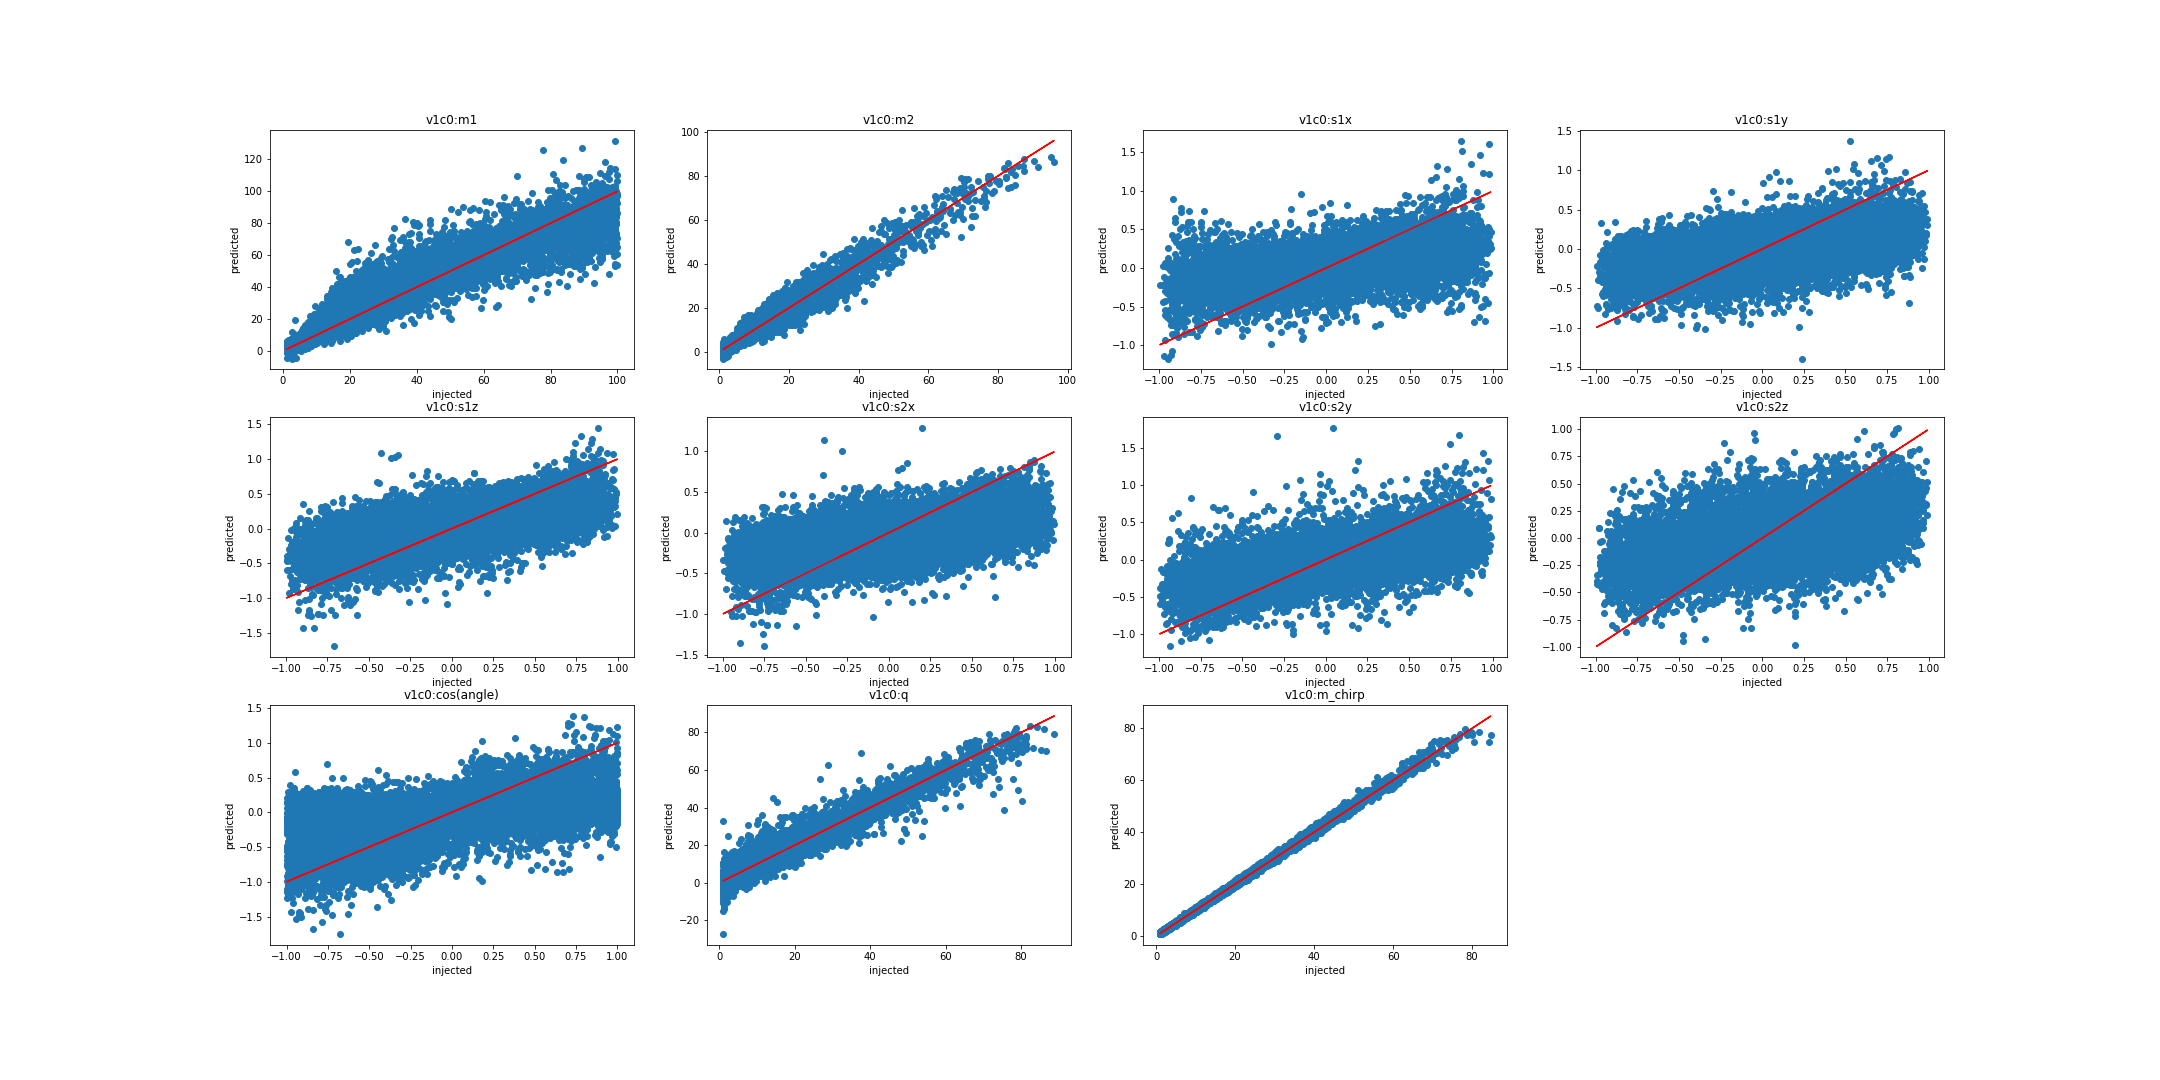 v1c0:m1
predicted
120
100
80
60
40
20
0
0 20 40 60 80 100
injected
v1c0:m2
predicted
100
80
60
40
20
0
0 20 40 60 80 100
injected
v1c0:s1x
predicted
1.5
1.0
0.5
0.0
−0.5
−1.0
−1.00 −0.75 −0.50 −0.25 0.00 0.25 0.50 0.75 1.00
injected
v1c0:s1y
predicted
1.5
1.0
0.5
0.0
−0.5
−1.0
−1.5
−1.00 −0.75 −0.50 −0.25 0.00 0.25 0.50 0.75 1.00
injected
v1c0:s1z
predicted
1.5
1.0
0.5
0.0
−0.5
−1.0
−1.5
−1.00 −0.75 −0.50 −0.25 0.00 0.25 0.50 0.75 1.00
injected
v1c0:s2x
predicted
1.0
0.5
0.0
−0.5
−1.0
−1.5
−1.00 −0.75 −0.50 −0.25 0.00 0.25 0.50 0.75 1.00
injected
v1c0:s2y
predicted
1.5
1.0
0.5
0.0
−0.5
−1.0
−1.00 −0.75 −0.50 −0.25 0.00 0.25 0.50 0.75 1.00
injected
v1c0:s2z
predicted
1.00
0.75
0.50
0.25
0.00
−0.25
−0.50
−0.75
−1.00
−1.00 −0.75 −0.50 −0.25 0.00 0.25 0.50 0.75 1.00
injected
v1c0:cos(angle)
predicted
1.5
1.0
0.5
0.0
−0.5
−1.0
−1.5
−1.00 −0.75 −0.50 −0.25 0.00 0.25 0.50 0.75 1.00
injected
v1c0:q
predicted
80
60
40
20
0
−20
0 20 40 60 80
injected
v1c0:m_chirp
predicted
80
60
40
20
0
0 20 40 60 80
injected